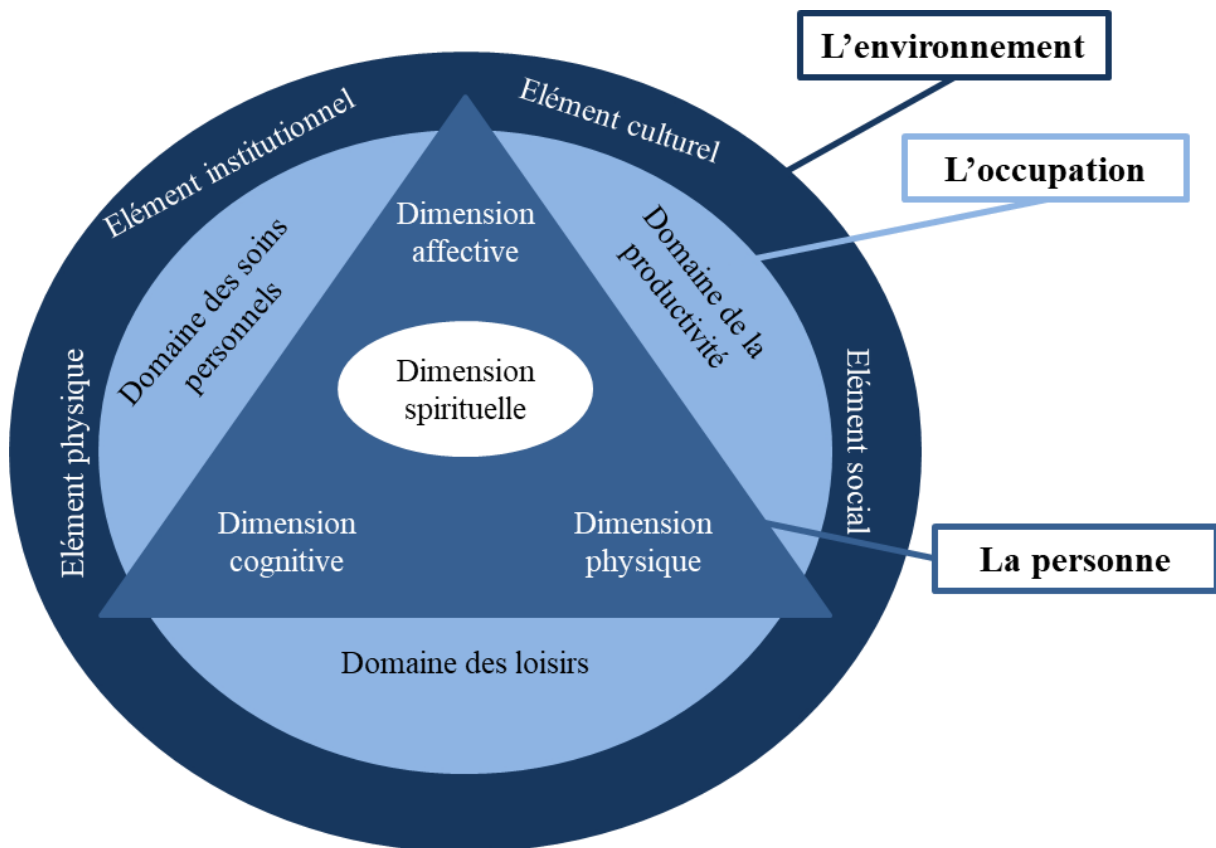 L’environnement
Elément institutionnel
Elément culturel
L’occupation
Dimension
affective
Domaine des soins
personnels
Domaine de la
productivité
Dimension
spirituelle
Elément physique
Elément social
Dimension
cognitive
Dimension
physique
La personne
Domaine des loisirs